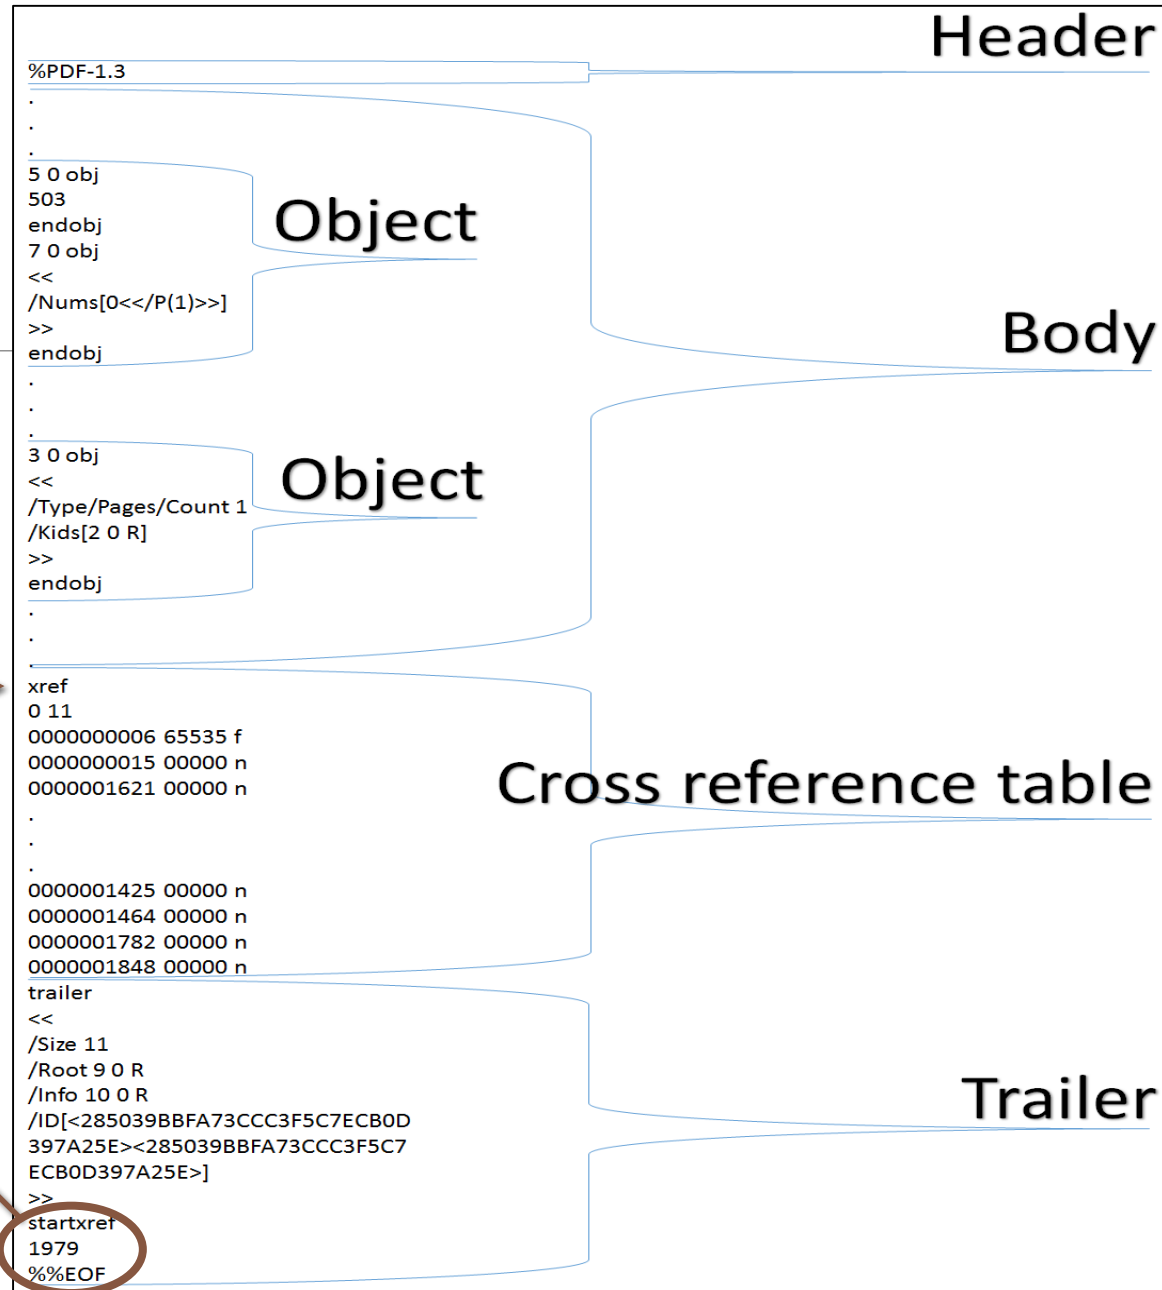 Header
%PDF-1.3
.
.
.
5 0 obj
503
endobj
Object
7 0 obj
<<
/Nums[0<</P(1)>>]
>>
Body
endobj
.
.
.
3 0 obj
<<
Object
/Type/Pages/Count 1
/Kids[2 0 R]
>>
endobj
.
.
.
xref
0 11
0000000006 65535 f
0000000015 00000 n
0000001621 00000 n
Cross reference table
.
.
.
0000001425 00000 n
0000001464 00000 n
0000001782 00000 n
0000001848 00000 n
trailer
<<
/Size 11
/Root 9 0 R
/Info 10 0 R
Trailer
/ID[<285039BBFA73CCC3F5C7ECB0D
397A25E><285039BBFA73CCC3F5C7
ECB0D397A25E>]
>>
startxref
1979
%%EOF